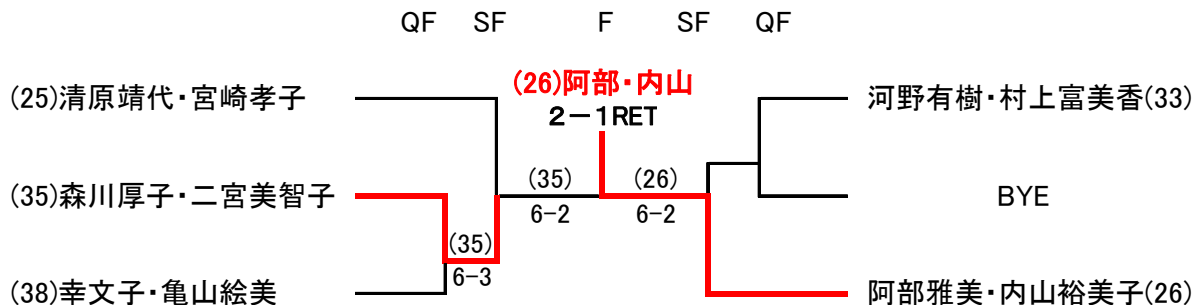 QF SF F SF QF
(26)阿部・内山
(25)清原靖代・宮崎孝子
河野有樹・村上富美香(33)
2－1RET
(35) (26)
(35)森川厚子・二宮美智子
BYE
6-2 6-2
(35)
6-3
(38)幸文子・亀山絵美
阿部雅美・内山裕美子(26)